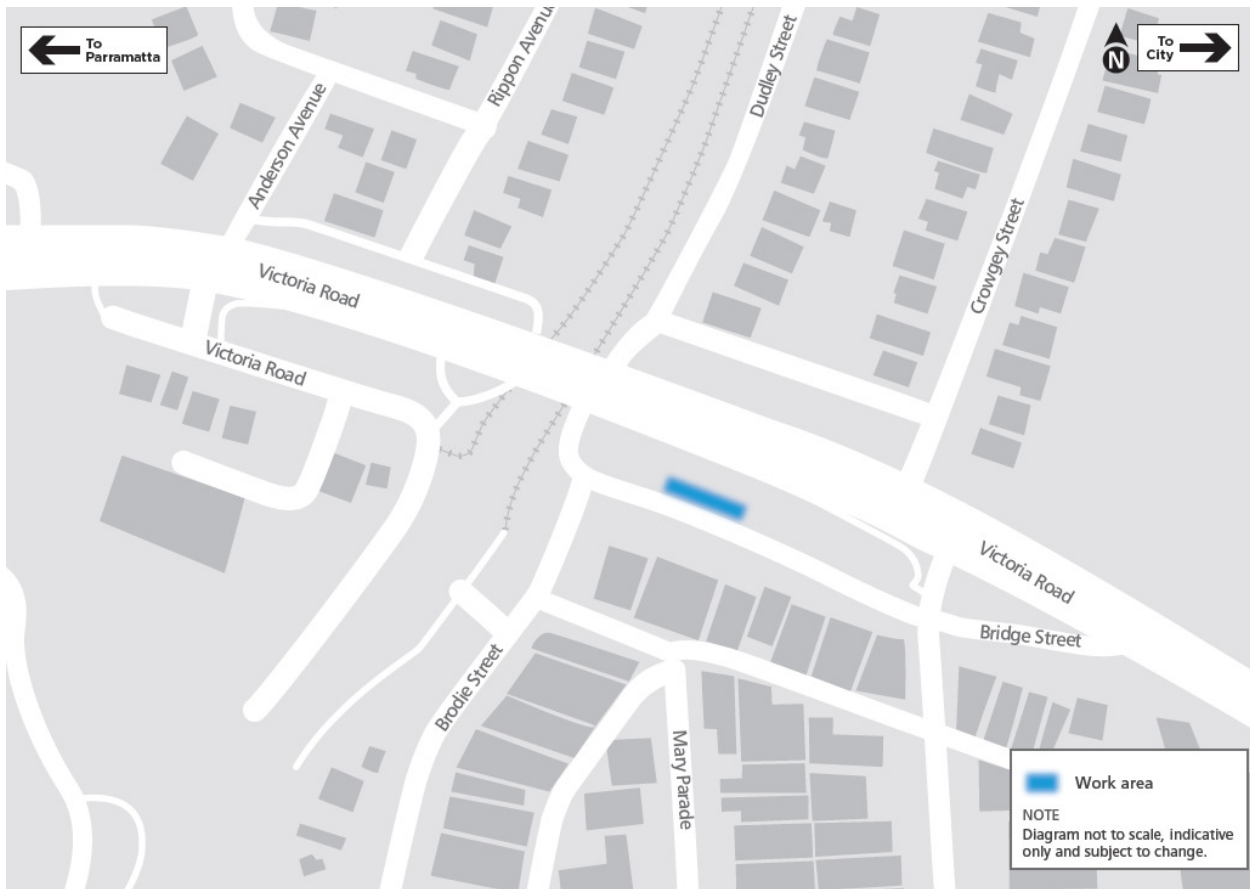 To
Parramatta
N
To
City
Anderson Avenue
Rippon Avenue
Dudley Street
Crowgey Street
Victoria Road
Victoria Road
Victoria Road
Bridge Street
Brodie Street
Mary Parade
Work area
NOTE
Diagram not to scale, indicative
only and subject to change.